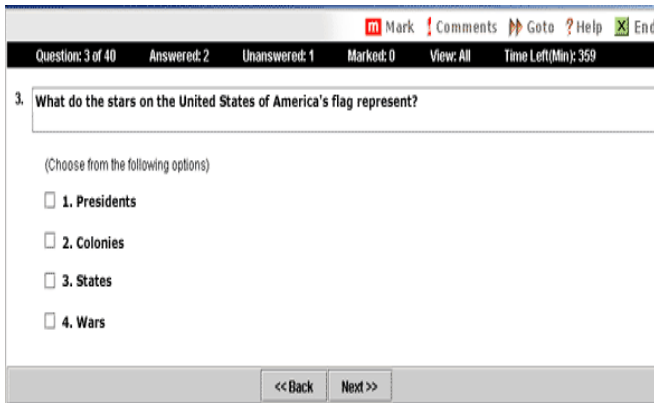 m Mark ! Comments Goto ? Help X End
Question: 3 of 40 Answered: 2 Unanswered: 1 Marked: 0 View: All Time Left(Min): 359
3. What do the stars on the United States of America's flag represent?
(Choose from the following options)
1. Presidents
2. Colonies
3. States
4. Wars
<< Back Next >>